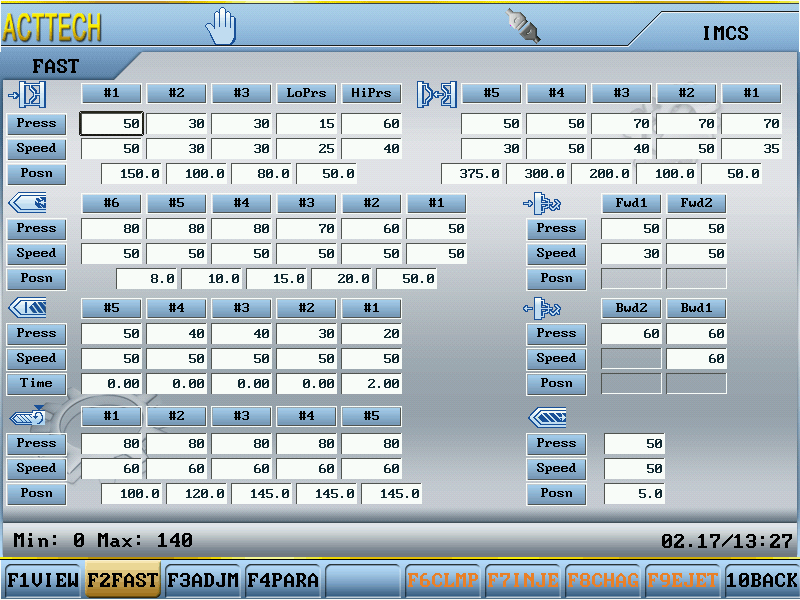 ACTTECH
IMCS
FAST
#1 #2 #3 LoPrs HiPrs #5 #4 #3 #2 #1
Press 50 30 30 15 60 50 50 70 70 70
Speed 50 30 30 25 40 30 50 40 50 35
Posn 150.0 100.0 80.0 50.0 375.0 300.0 200.0 100.0 50.0
#6 #5 #4 #3 #2 #1 Fwd1 Fwd2
Press 80 80 80 70 60 50 Press 50 50
Speed 50 50 50 50 50 50 Speed 30 50
Posn 8.0 10.0 15.0 20.0 50.0 Posn
#5 #4 #3 #2 #1 Bwd2 Bwd1
Press 50 40 40 30 20 Press 60 60
Speed 50 50 50 50 50 Speed 60
Time 0.00 0.00 0.00 0.00 2.00 Posn
#1 #2 #3 #4 #5
Press 80 80 80 80 80 Press 50
Speed 60 60 60 60 60 Speed 50
Posn 100.0 120.0 145.0 145.0 145.0 Posn 5.0
Min: 0 Max: 140 02.17/13:27
F1VIEW F2FAST F3ADJM F4PARA F6CLMP F7INJE F8CHAG F9EJET 10BACK